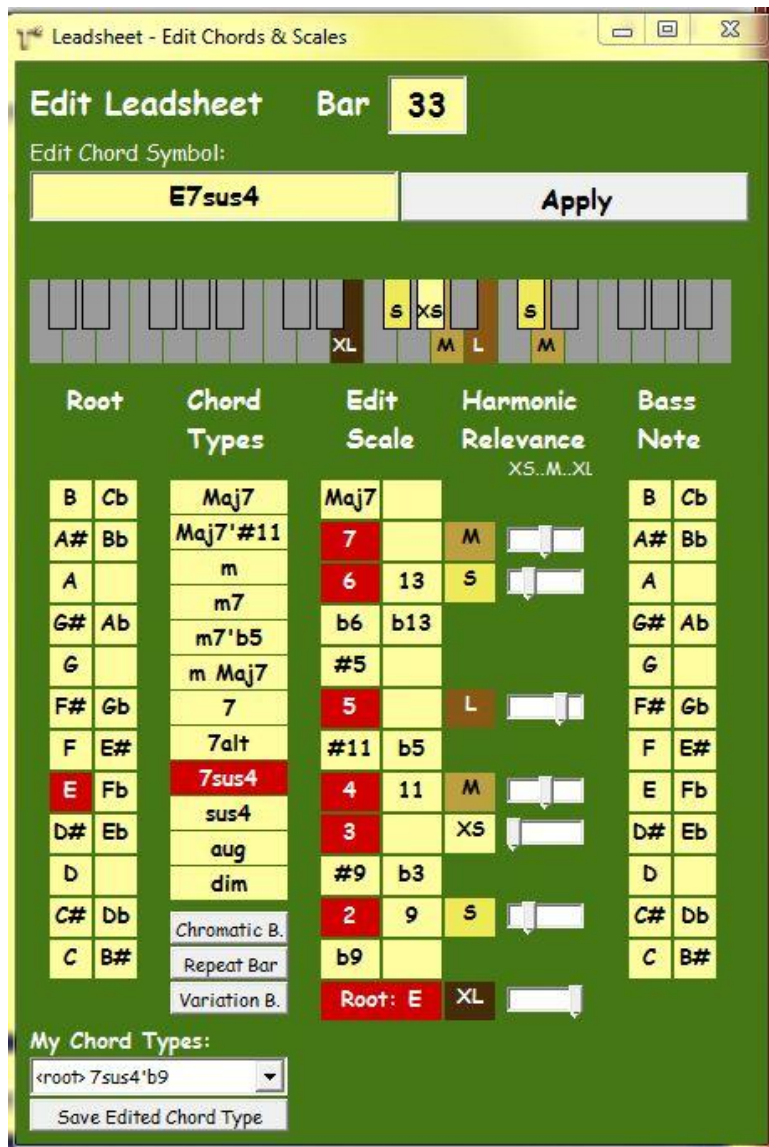 Leadsheet - Edit Chords & Scales
Edit Leadsheet Bar 33
Edit Chord Symbol:
E7sus4 Apply
S XS S
XL M L M
Root Chord Types Edit Scale Harmonic Relevance Bass Note
XS..M..XL
B Cb Maj7 Maj7 B Cb
A# Bb Maj7'#11 7 M A# Bb
A m 6 13 S A
m7
G# Ab m7'b5 b6 b13 G# Ab
G m Maj7 #5 G
F# Gb 7 5 L F# Gb
F E# 7alt #11 b5 F E#
E Fb 7sus4 4 11 M E Fb
D# Eb sus4 3 XS D# Eb
aug
D dim #9 b3 D
C# Db Chromatic B. 2 9 S C# Db
C B# Repeat Bar b9 C B#
Variation B. Root: E XL
My Chord Types:
<root> 7sus4'b9
Save Edited Chord Type